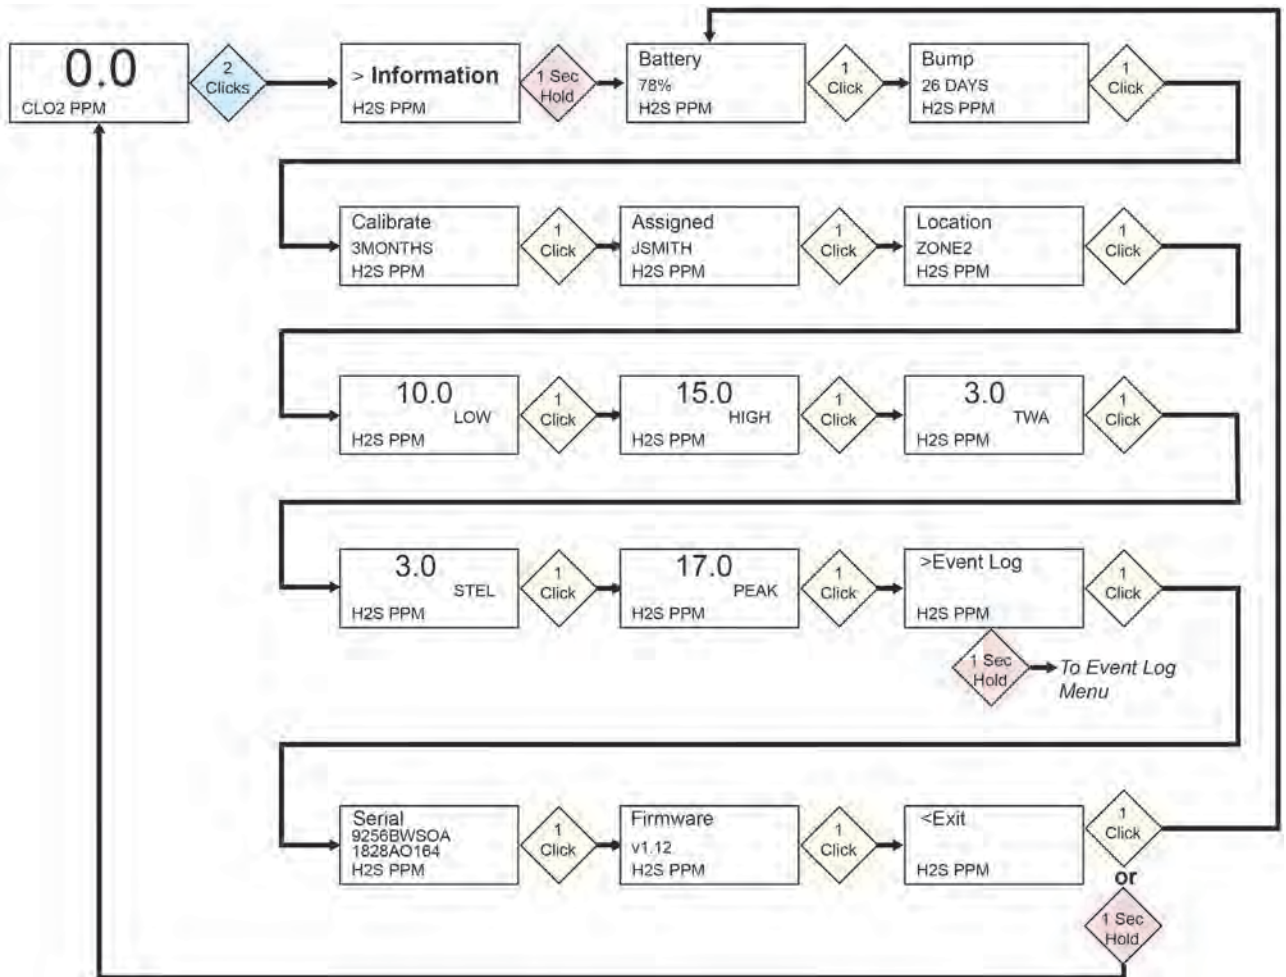 0.0
CLO2 PPM
2
Clicks
> Information
H2S PPM
1 Sec
Hold
Battery
78%
H2S PPM
1
Click
Bump
26 DAYS
H2S PPM
1
Click
Calibrate
3MONTHS
H2S PPM
1
Click
Assigned
JSMITH
H2S PPM
1
Click
Location
ZONE2
H2S PPM
1
Click
10.0
LOW
H2S PPM
1
Click
15.0
HIGH
H2S PPM
1
Click
3.0
TWA
H2S PPM
1
Click
3.0
STEL
H2S PPM
1
Click
17.0
PEAK
H2S PPM
1
Click
>Event Log
H2S PPM
1
Click
1 Sec
Hold
To Event Log
Menu
Serial
9256BWSOA
1828AO164
H2S PPM
1
Click
Firmware
v1.12
H2S PPM
1
Click
<Exit
H2S PPM
1
Click
or
1 Sec
Hold